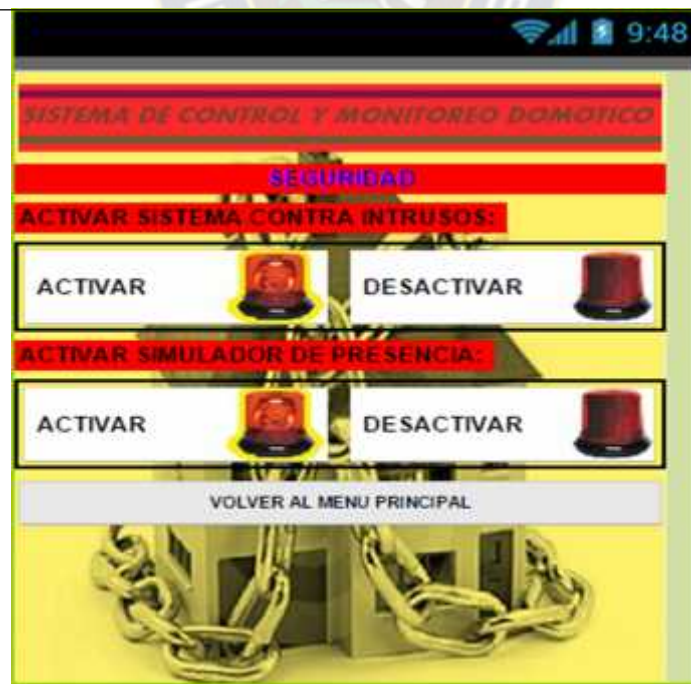 9:48
SISTEMA DE CONTROL Y MONITOREO DOMOTICO
SEGURIDAD
ACTIVAR SISTEMA CONTRA INTRUSOS:
ACTIVAR DESACTIVAR
ACTIVAR SIMULADOR DE PRESENCIA:
ACTIVAR DESACTIVAR
VOLVER AL MENU PRINCIPAL